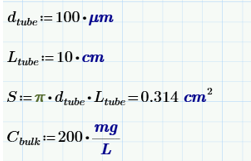 d_tube := 100 · μm
L_tube := 10 · cm
S := π · d_tube · L_tube = 0.314 cm²
C_bulk := 200 · mg/L